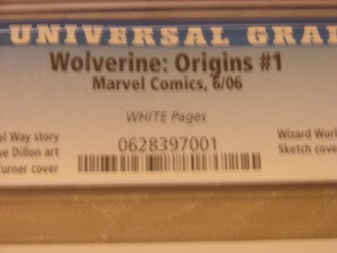 UNIVERSAL GRA
Wolverine: Origins #1
Marvel Comics, 6/06
WHITE Pages
el Way story
0628397001
Wizard Worl
ve Dillon art
Sketch cove
Turner cover